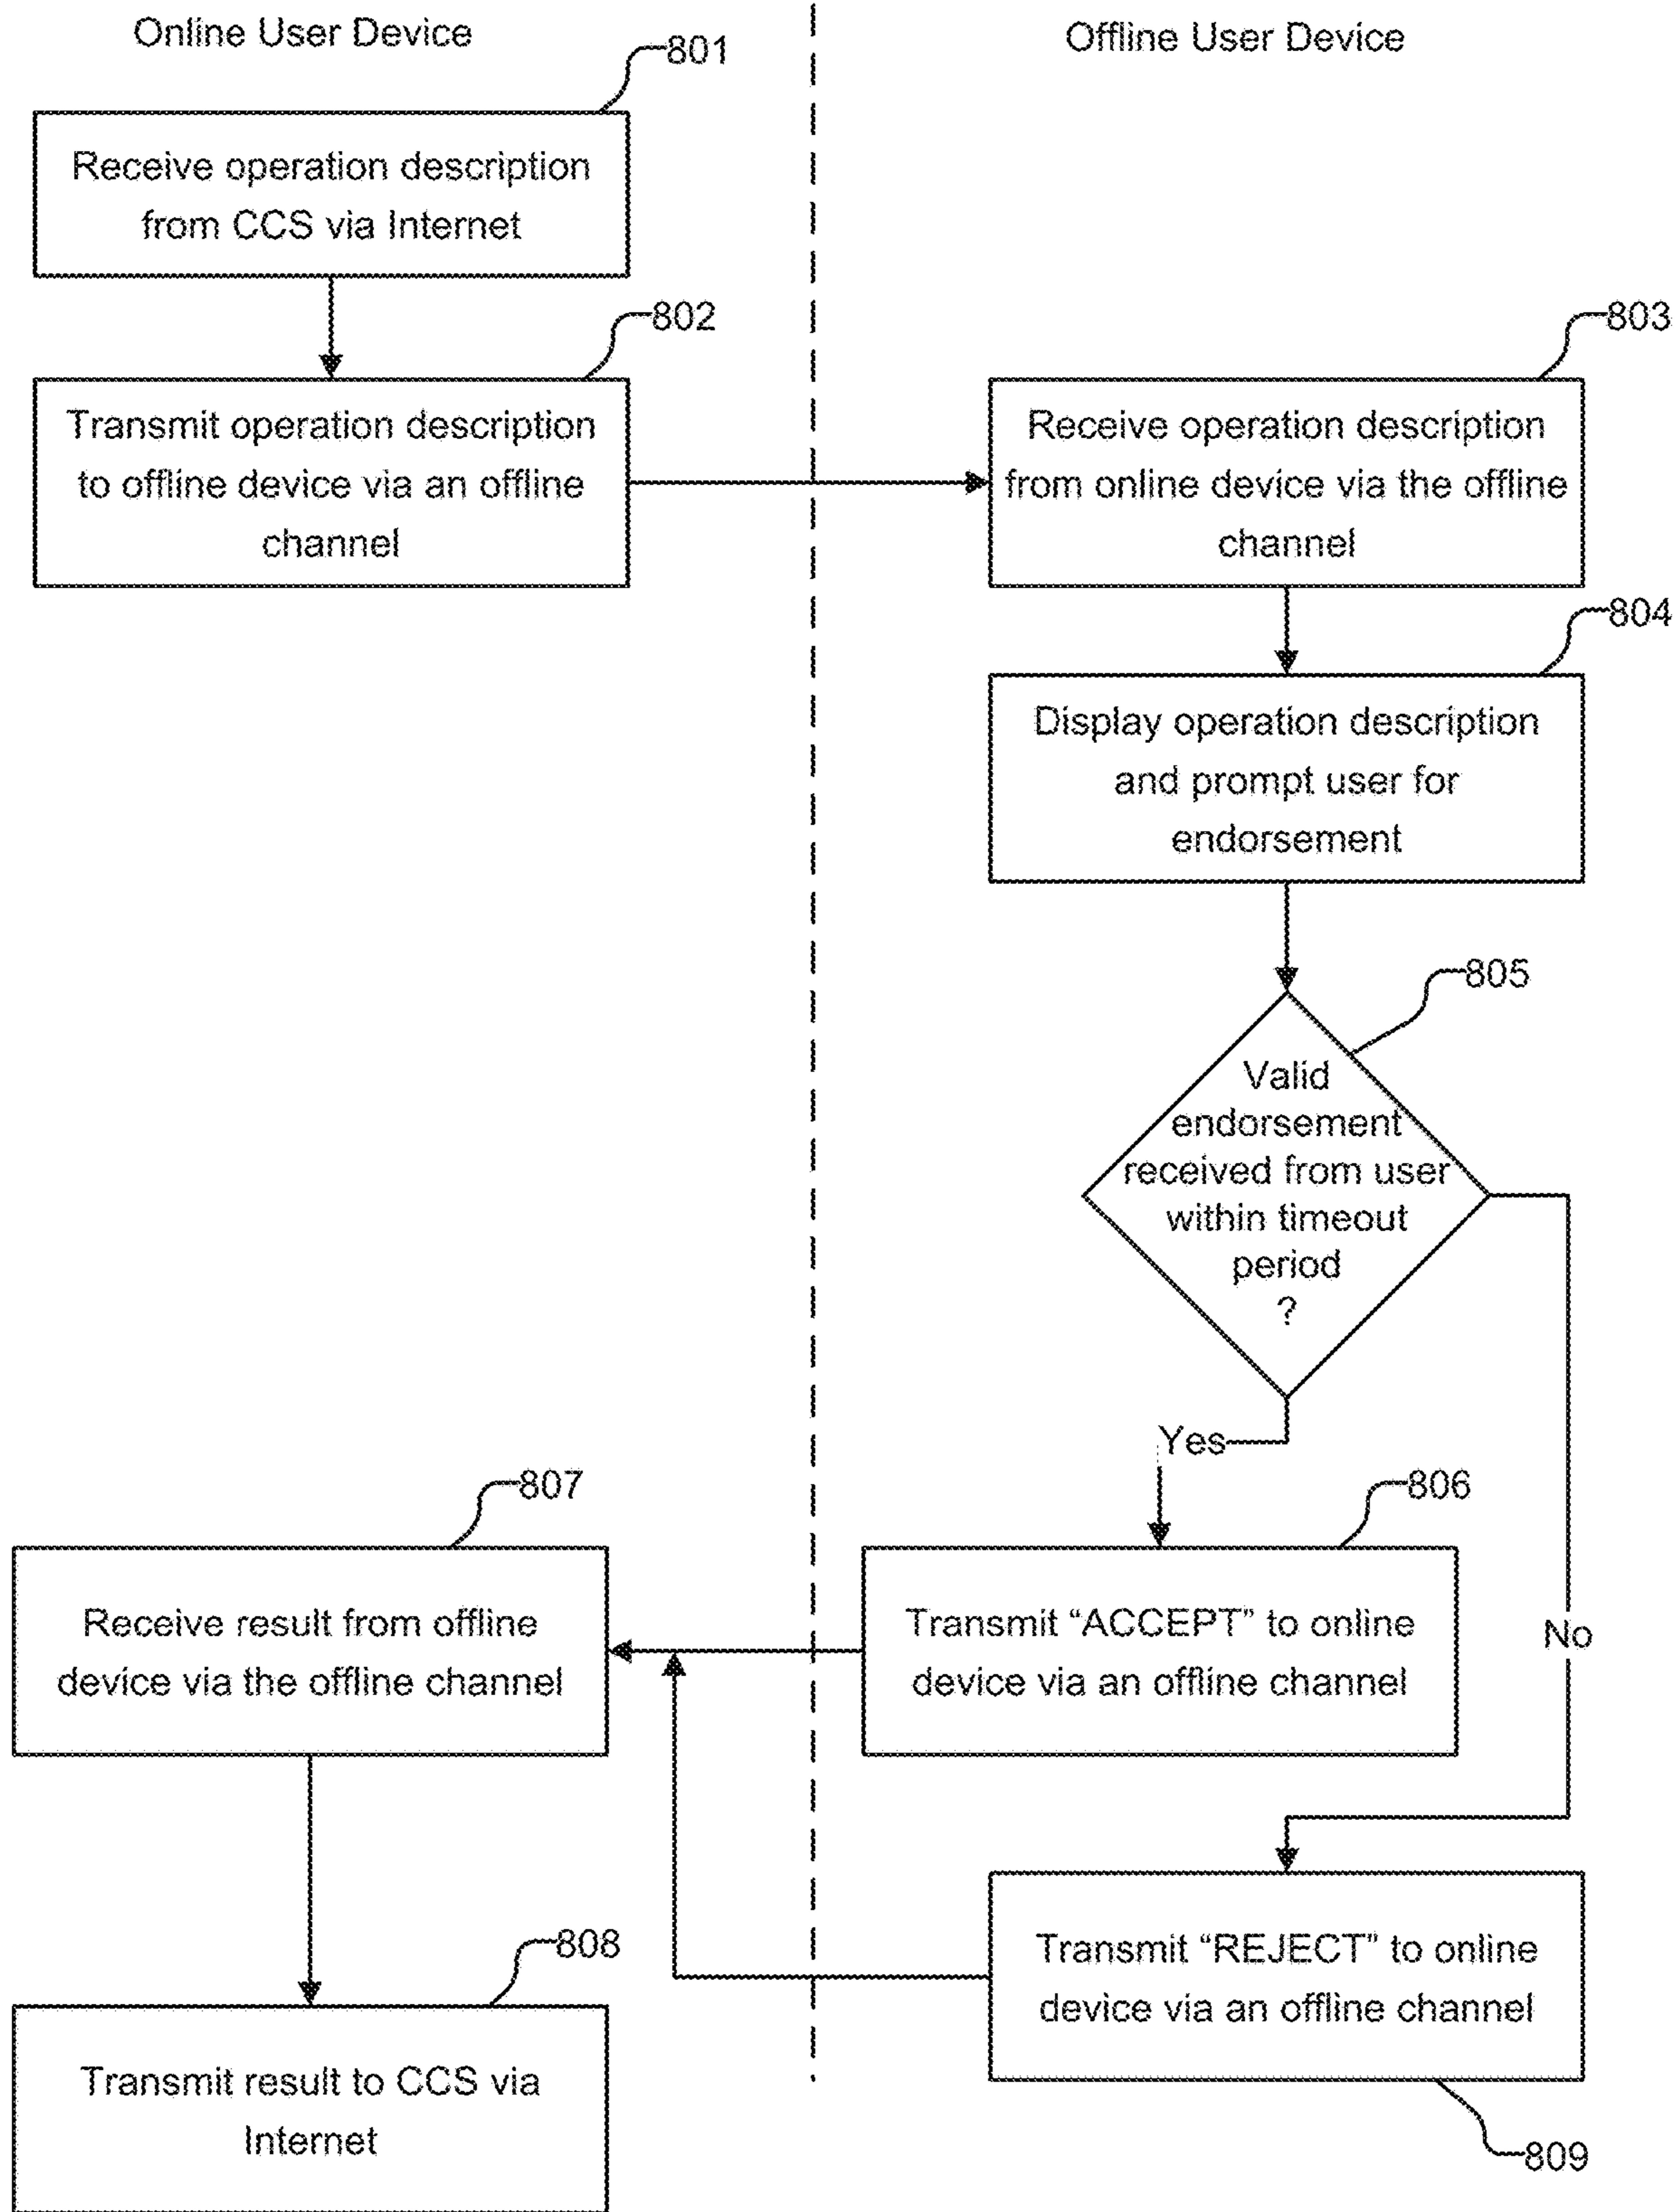 Online User Device
Offline User Device
801
Receive operation description
from CCS via Internet
802
Transmit operation description
to offline device via an offline
channel
803
Receive operation description
from online device via the offline
channel
804
Display operation description
and prompt user for
endorsement
805
Valid
endorsement
received from user
within timeout
period
?
Yes
No
806
Transmit “ACCEPT” to online
device via an offline channel
807
Receive result from offline
device via the offline channel
808
Transmit result to CCS via
Internet
Transmit “REJECT” to online
device via an offline channel
809